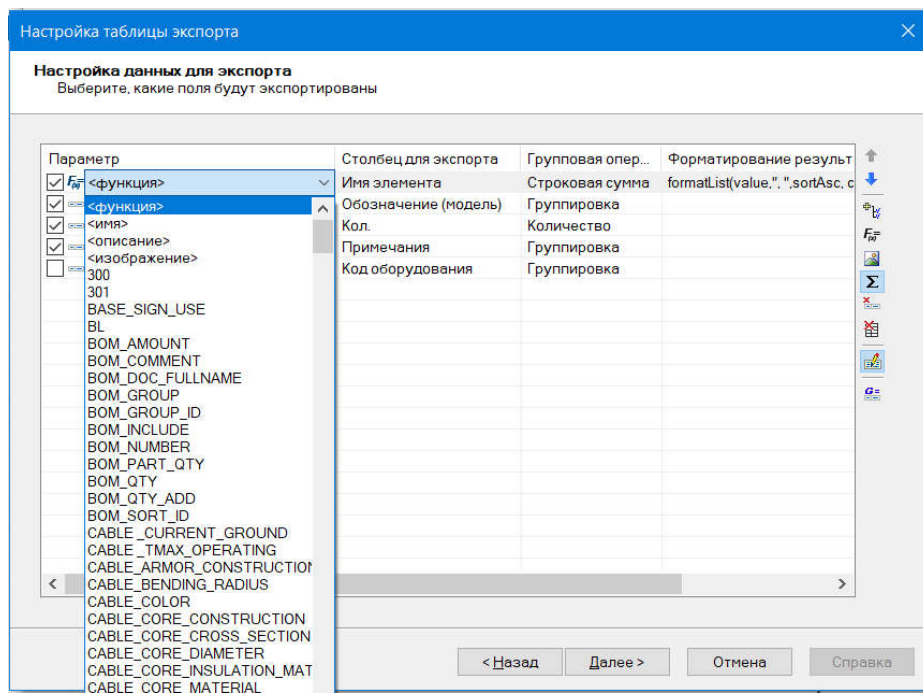 Настройка таблицы экспорта
Настройка данных для экспорта
Выберите, какие поля будут экспортированы
Параметр Столбец для экспорта Групповая опер... Форматирование результ
<функция> Имя элемента Строковая сумма formatList(value,", ",sortAsc, c
<функция> Обозначение (модель) Группировка
<имя> Кол. Количество
<описание> Примечания Группировка
<изображение> Код оборудования Группировка
300
301
BASE_SIGN_USE
BL
BOM_AMOUNT
BOM_COMMENT
BOM_DOC_FULLNAME
BOM_GROUP
BOM_GROUP_ID
BOM_INCLUDE
BOM_NUMBER
BOM_PART_QTY
BOM_QTY
BOM_QTY_ADD
BOM_SORT_ID
CABLE _CURRENT_GROUND
CABLE _TMAX_OPERATING
CABLE_ARMOR_CONSTRUCTION
CABLE_BENDING_RADIUS
CABLE_COLOR
CABLE_CORE_CONSTRUCTION
CABLE_CORE_CROSS_SECTION
CABLE_CORE_DIAMETER
CABLE_CORE_INSULATION_MAT
CABLE_CORE_MATERIAL
< Назад Далее > Отмена Справка